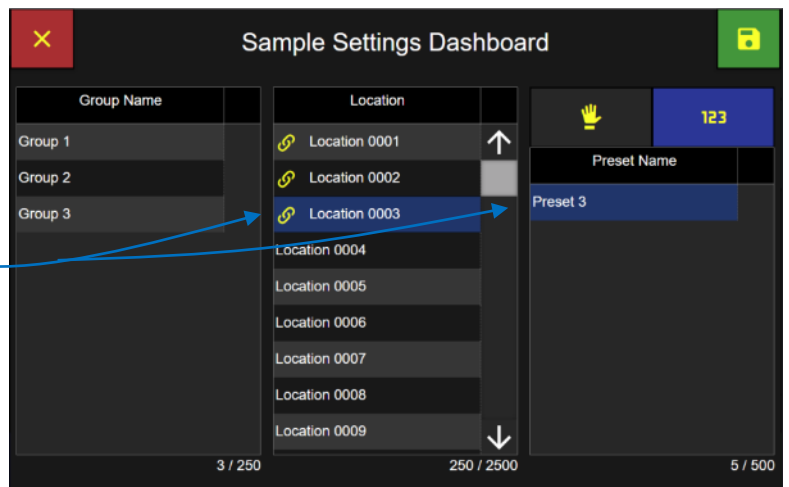 Sample Settings Dashboard
Group Name
Group 1
Group 2
Group 3
3 / 250
Location
Location 0001
Location 0002
Location 0003
Location 0004
Location 0005
Location 0006
Location 0007
Location 0008
Location 0009
250 / 2500
123
Preset Name
Preset 3
5 / 500